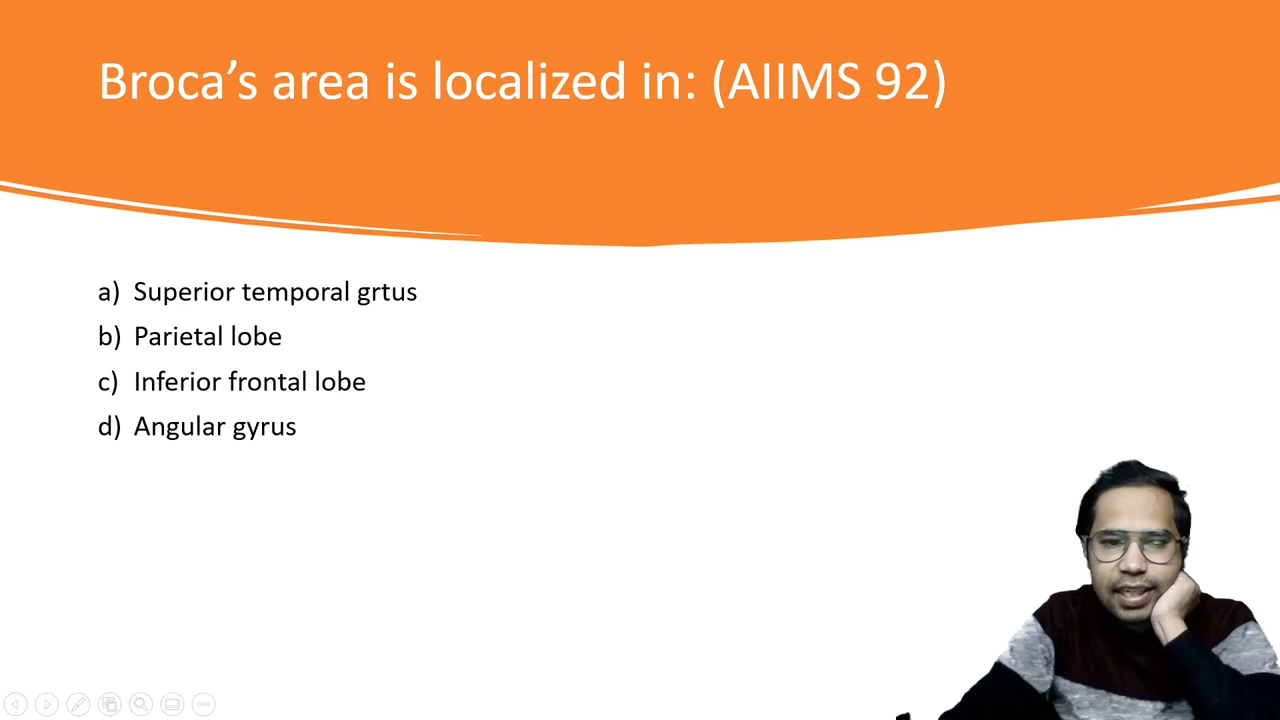 Broca’s area is localized in: (AIIMS 92)
a) Superior temporal grtus
b) Parietal lobe
c) Inferior frontal lobe
d) Angular gyrus